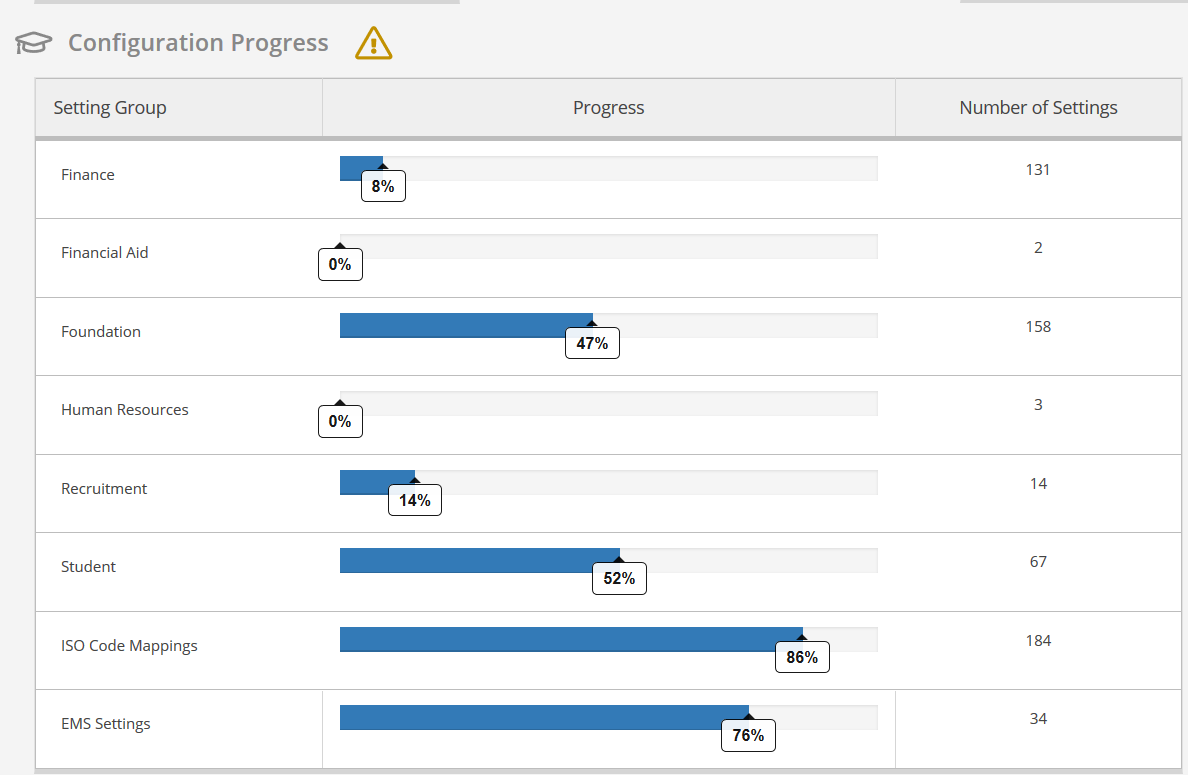 Configuration Progress
Setting Group Progress Number of Settings
Finance 8% 131
Financial Aid 0% 2
Foundation 47% 158
Human Resources 0% 3
Recruitment 14% 14
Student 52% 67
ISO Code Mappings 86% 184
EMS Settings 76% 34